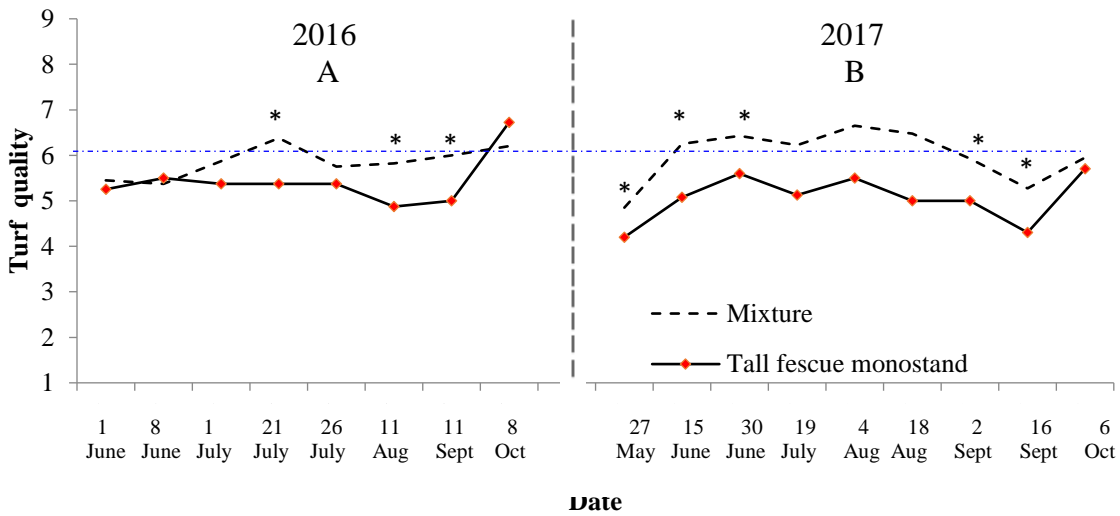 2016
A
2017
B
Turf quality
9
8
7
6
5
4
3
2
1
*
*
*
*
*
*
*
*
Mixture
Tall fescue monostand
1 8 1 21 26 11 11 8
June June July July July Aug Sept Oct
27 15 30 19 4 18 2 16 6
May June June July Aug Aug Sept Sept Oct
Date